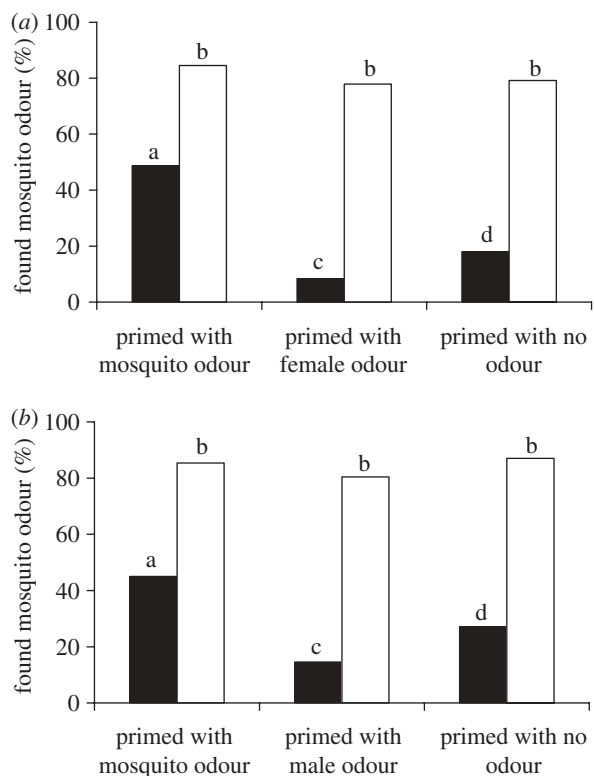 (a) 100
80
60
40
20
0
found mosquito odour (%)
a
b
c
b
d
b
primed with
mosquito odour
primed with
female odour
primed with no
odour
(b) 100
80
60
40
20
0
found mosquito odour (%)
a
b
c
b
d
b
primed with
mosquito odour
primed with
male odour
primed with no
odour